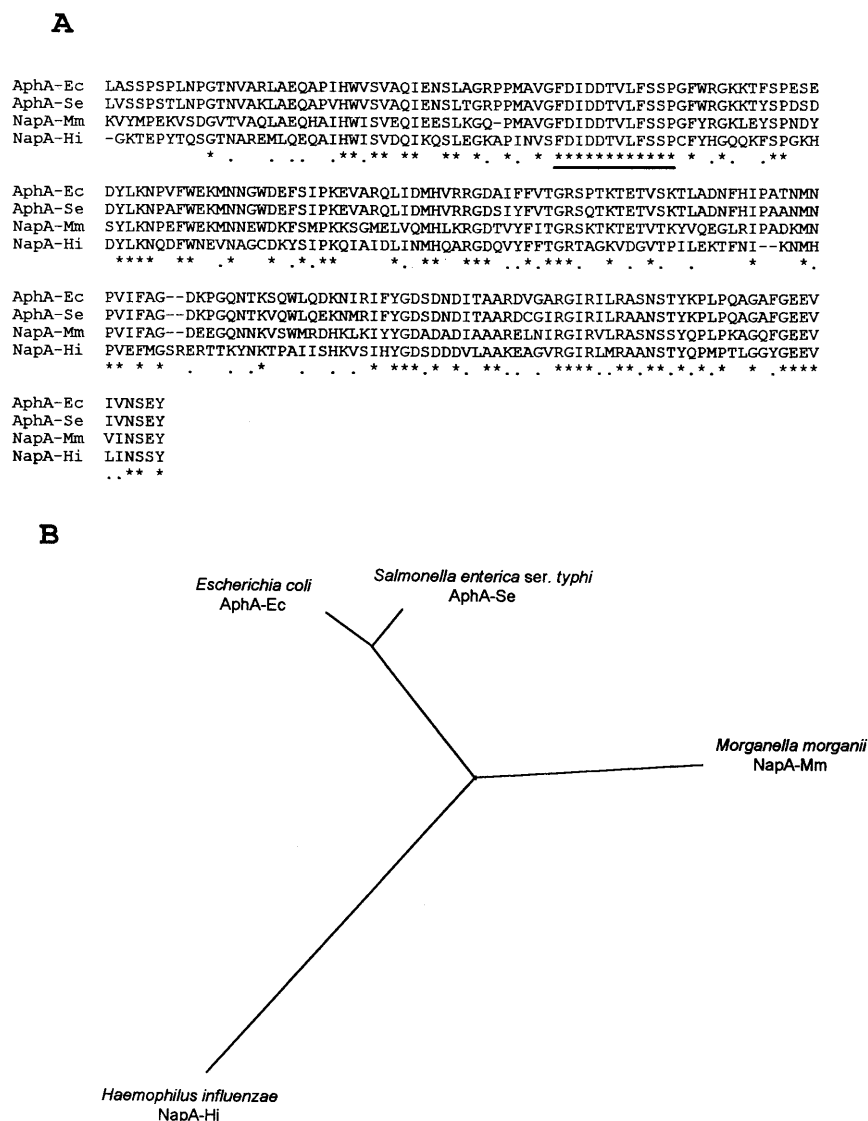 A
AphA-Ec LASSPSPLNPGTNVARLAEQAPIHWVSVAQIENSLAGRPPMAVGFDIDDTVLFSSPGFWRGKKTFSPESE
AphA-Se LVSSPSTLNPGTNVAKLAEQAPVHWVSVAQIENSLTGRPPMAVGFDIDDTVLFSSPGFWRGKKTYSPDSD
NapA-Mm KVYMPEKVSDGVTVAQLAEQHAIHWISVEQIEESLKGQ-PMAVGFDIDDTVLFSSPGFYRGKLEYSPNDY
NapA-Hi -GKTEPYTQSGTNAREMLQEQAIHWISVDQIKQSLEGKAPINVSFDIDDTVLFSSPCFYHGQQKFSPGKH
* . . .. ** ** ** ** * . * . * ************ * . * . ** 
AphA-Ec DYLKNPVFWEKMNNGWDEFSIPKEVARQLIDMHVRRGDAIFFVTGRSPTKTETVSKTLADNFHIPATNMN
AphA-Se DYLKNPAFWEKMNNGWDEFSIPKEVARQLIDMHVRRGDSIYFVTGRSQTKTETVSKTLADNFHIPAANMN
NapA-Mm SYLKNPEFWEKMNNEWDKFSMPKKSGMELVQMHLKRGDTVYFITGRSKTKTETVTKYVQEGLRIPADKMN
NapA-Hi DYLKNQDFWNEVNAGCDKYSIPKQIAIDLINMHQARGDQVYFFTGRTAGKVDGVTPILEKTFNI--KNMH
**** ** . * * .. * . ** *** . * *** . * . . . * * .
AphA-Ec PVIFAG--DKPGQNTKSQWLQDKNIRIFYGDSDNDITAARDVGARGIRILRASNSTYKPLPQAGAFGEEV
AphA-Se PVIFAG--DKPGQNTKVQWLQEKNMRIFYGDSDNDITAARDCGIRGIRILRAANSTYKPLPQAGAFGEEV
NapA-Mm PVIFAG--DEEGQNNKVSWMRDHKLKIYYGDADADIAAARELNIRGIRVLRASNSSYQPLPKAGQFGEEV
NapA-Hi PVEFMGSRERTTKYNKTPAIISHKVSIHYGDSDDDVLAAKEAGVRGIRLMRAANSTYQPMPTLGGYGEEV
** * * . . * . . * *** . * . ** . **** . ** ** . * . * * . ****
AphA-Ec IVNSEY
AphA-Se IVNSEY
NapA-Mm VINSEY
NapA-Hi LINSSY
..** *
B
Escherichia coli
AphA-Ec
Salmonella enterica ser. typhi
AphA-Se
Morganella morganii
NapA-Mm
Haemophilus influenzae
NapA-Hi